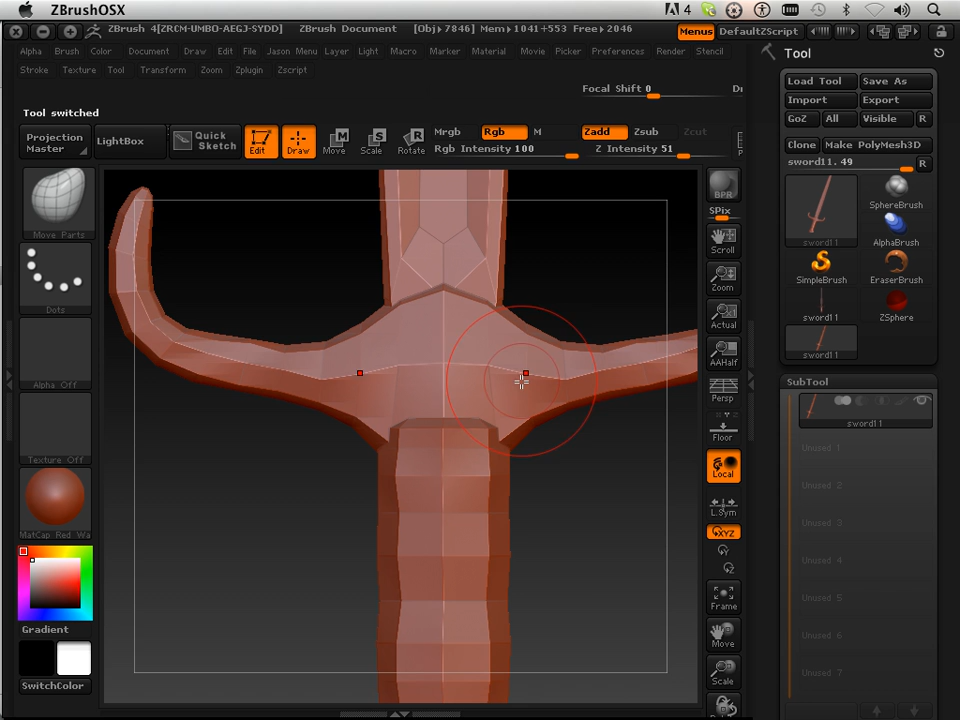 ZBrushOSX
4
ZBrush 4[ZRCM-UMBO-AEGJ-SYDD] ZBrush Document [Obj▸7846] Mem▸1041+553 Free▸2046 Menus DefaultZScript
Alpha Brush Color Document Draw Edit File Jason Menu Layer Light Macro Marker Material Movie Picker Preferences Render Stencil
Stroke Texture Tool Transform Zoom Zplugin Zscript
Tool switched
Focal Shift 0
Projection Master
LightBox
Quick Sketch
Edit Draw Move Scale Rotate
Mrgb Rgb M
Rgb Intensity 100
Zadd Zsub Zcut
Z Intensity 51
Move Parts
Dots
Alpha Off
Texture Off
MatCap Red Wa
Gradient
SwitchColor
BPR
SPix
Scroll
Zoom
Actual
AAHalf
Persp
Floor
Local
L.Sym
XYZ
Frame
Move
Scale
Tool
Load Tool Save As
Import Export
GoZ All Visible R
Clone Make PolyMesh3D
sword11. 49 R
sword11
SphereBrush
AlphaBrush
SimpleBrush EraserBrush
sword11 ZSphere
sword11
SubTool
sword11
Unused 1
Unused 2
Unused 3
Unused 4
Unused 5
Unused 6
Unused 7